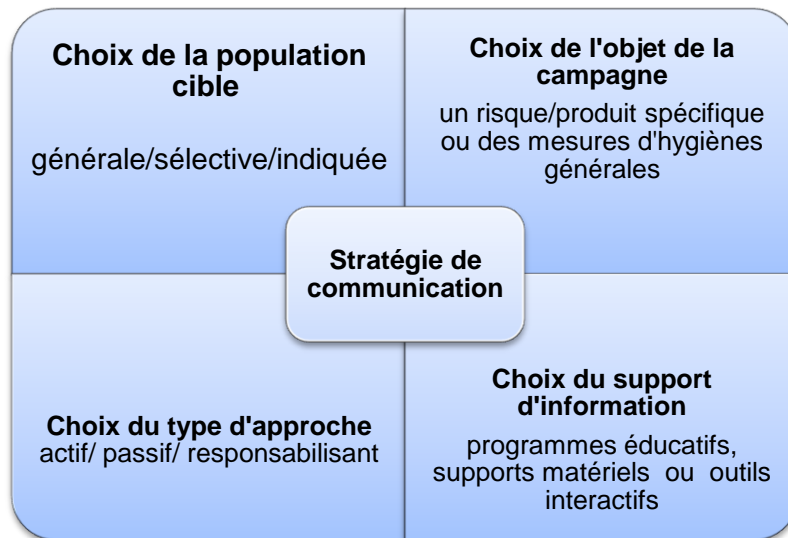 Choix de la population
cible
générale/sélective/indiquée
Choix de l'objet de la
campagne
un risque/produit spécifique
ou des mesures d'hygiènes
générales
Stratégie de
communication
Choix du type d'approche
actif/ passif/ responsabilisant
Choix du support
d'information
programmes éducatifs,
supports matériels ou outils
interactifs